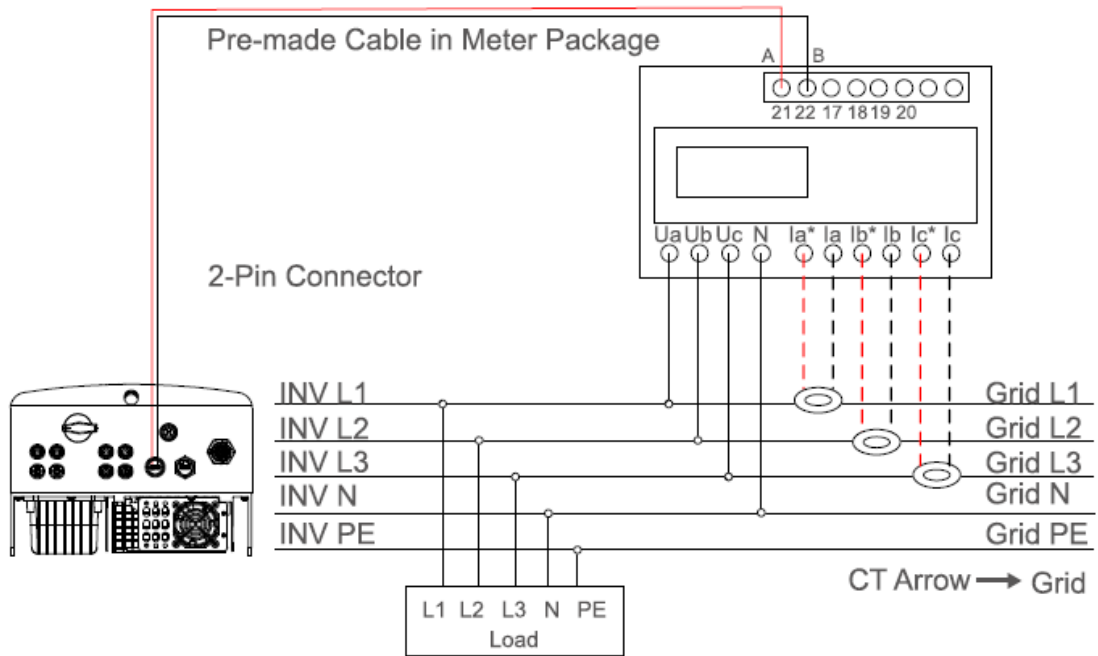 Pre-made Cable in Meter Package
A B
21 22 17 18 19 20
Ua Ub Uc N Ia* Ia Ib* Ib Ic* Ic
2-Pin Connector
INV L1 Grid L1
INV L2 Grid L2
INV L3 Grid L3
INV N Grid N
INV PE Grid PE
CT Arrow → Grid
L1 L2 L3 N PE
Load